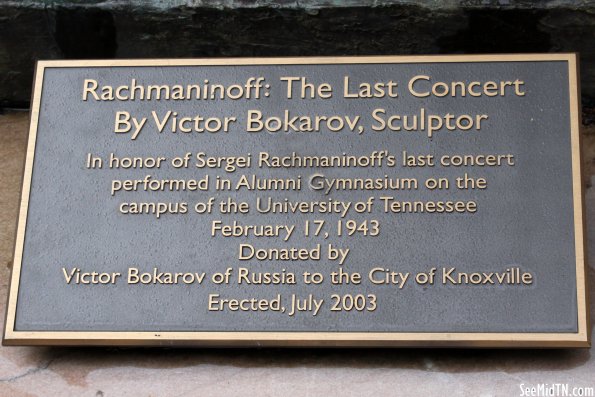 Rachmaninoff: The Last Concert
By Victor Bokarov, Sculptor
In honor of Sergei Rachmaninoff's last concert
performed in Alumni Gymnasium on the
campus of the University of Tennessee
February 17, 1943
Donated by
Victor Bokarov of Russia to the City of Knoxville
Erected, July 2003
SeeMidTN.com